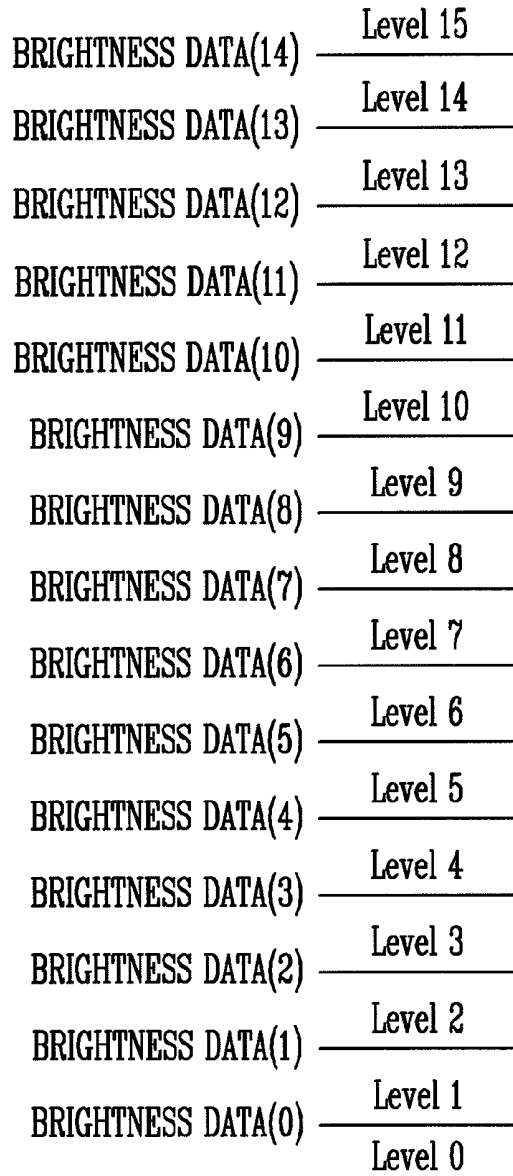 Level 15
BRIGHTNESS DATA(14)
Level 14
BRIGHTNESS DATA(13)
Level 13
BRIGHTNESS DATA(12)
Level 12
BRIGHTNESS DATA(11)
Level 11
BRIGHTNESS DATA(10)
Level 10
BRIGHTNESS DATA(9)
Level 9
BRIGHTNESS DATA(8)
Level 8
BRIGHTNESS DATA(7)
Level 7
BRIGHTNESS DATA(6)
Level 6
BRIGHTNESS DATA(5)
Level 5
BRIGHTNESS DATA(4)
Level 4
BRIGHTNESS DATA(3)
Level 3
BRIGHTNESS DATA(2)
Level 2
BRIGHTNESS DATA(1)
Level 1
BRIGHTNESS DATA(0)
Level 0